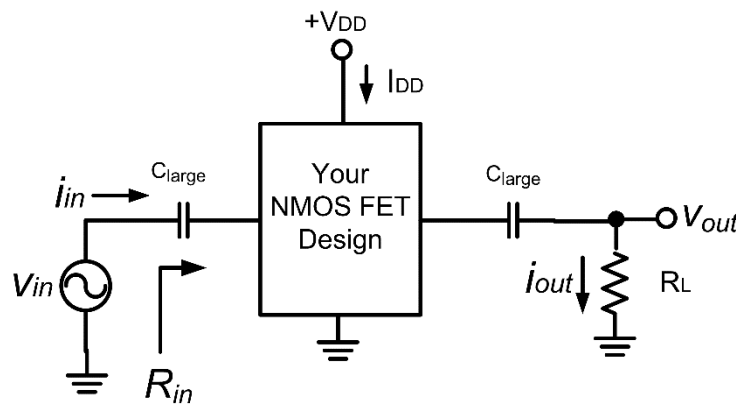 +VDD
IDD
Clarge
iin
Your
NMOS FET
Design
Clarge
vout
vin
Rin
iout
RL